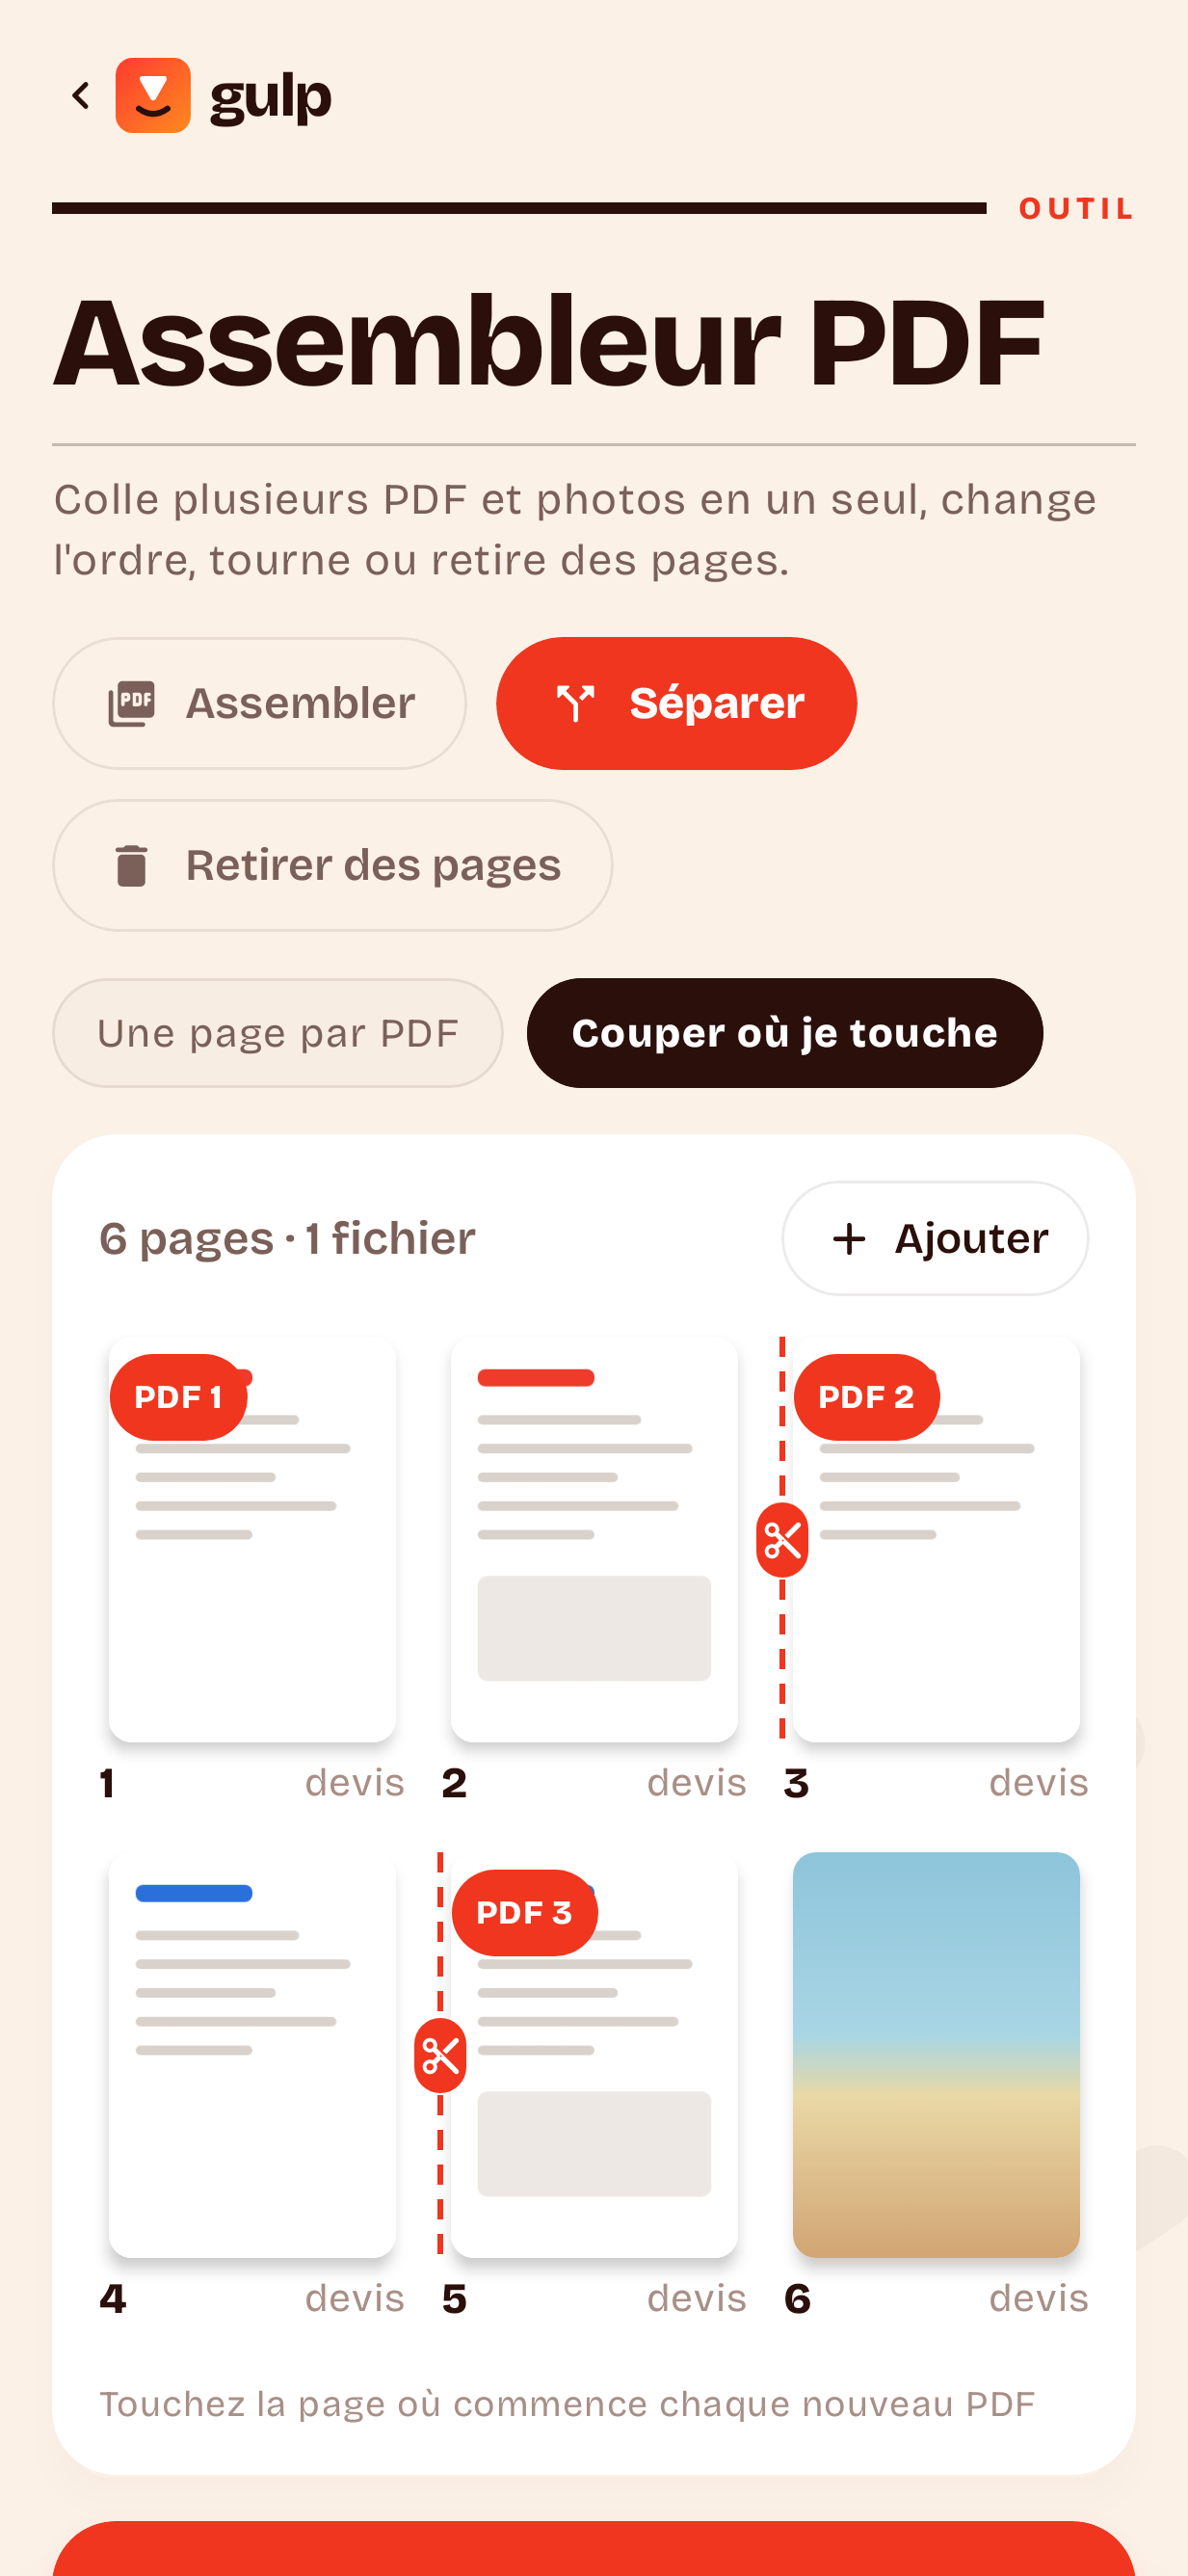 gulp
OUTIL
Assembleur PDF
Colle plusieurs PDF et photos en un seul, change
l'ordre, tourne ou retire des pages.
PDF Assembler
Séparer
Retirer des pages
Une page par PDF
Couper où je touche
6 pages · 1 fichier
+ Ajouter
PDF 1
PDF 2
1 devis
2 devis
3 devis
PDF 3
4 devis
5 devis
6 devis
Touchez la page où commence chaque nouveau PDF